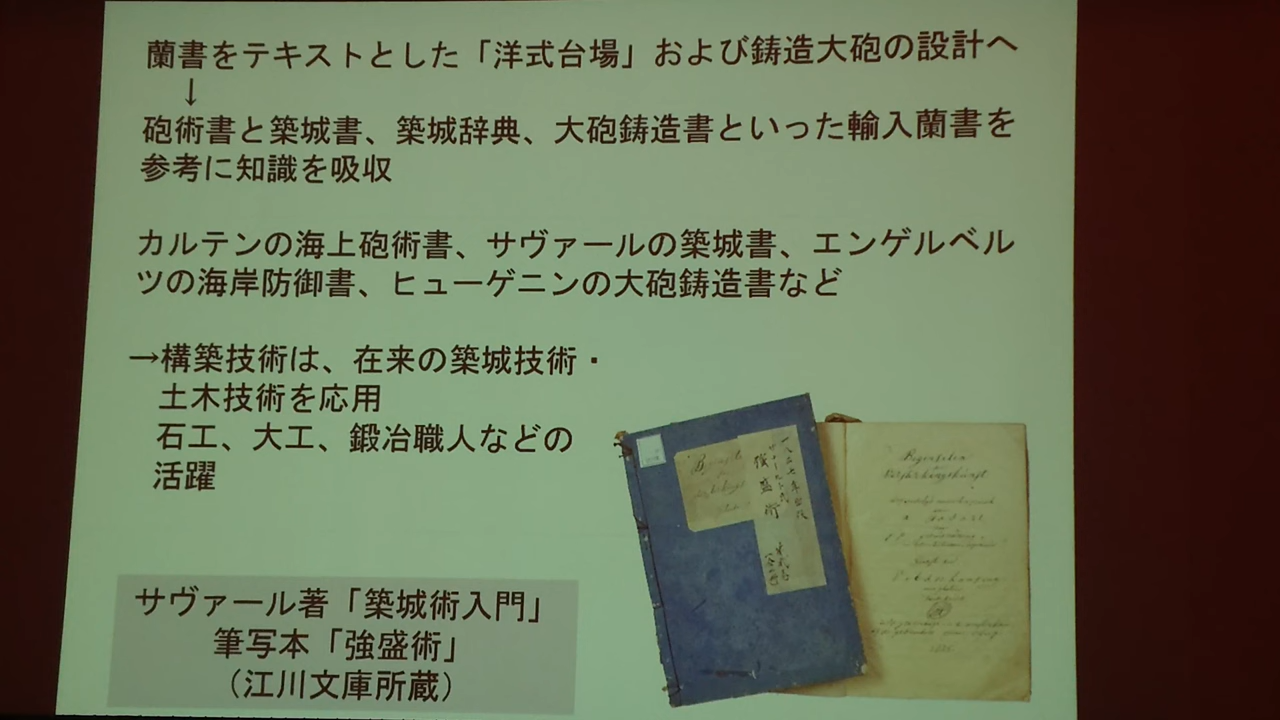 蘭書をテキストとした「洋式台場」および鋳造大砲の設計へ
↓
砲術書と築城書、築城辞典、大砲鋳造書といった輸入蘭書を
参考に知識を吸収
カルテンの海上砲術書、サヴァールの築城書、エンゲルベル
ツの海岸防御書、ヒューゲニンの大砲鋳造書など
→構築技術は、在来の築城技術・
土木技術を応用
石工、大工、鍛冶職人などの
活躍
強盛術
サヴァール著「築城術入門」
筆写本「強盛術」
（江川文庫所蔵）